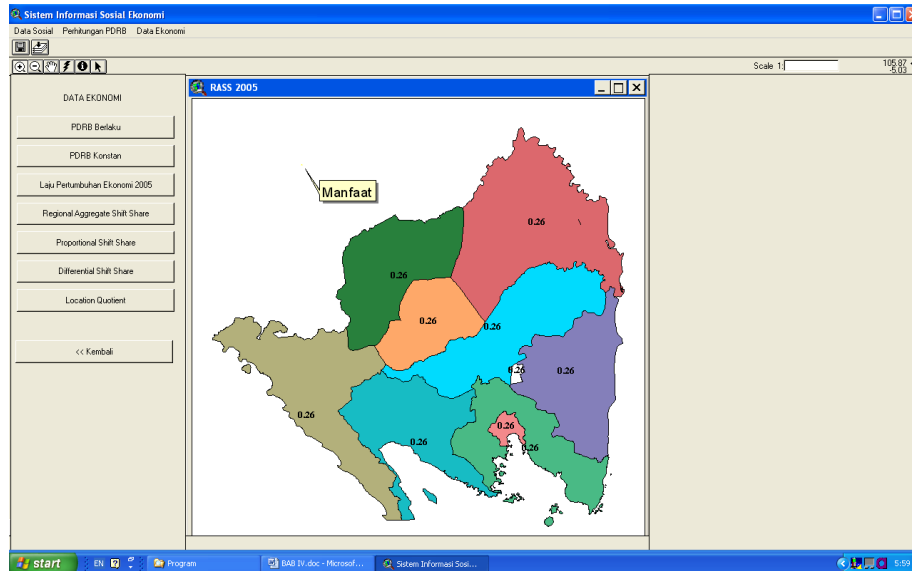 Sistem Informasi Sosial Ekonomi
Data Sosial Perhitungan PDRB Data Ekonomi
Scale 1:
105.87
-5.03
DATA EKONOMI
PDRB Berlaku
PDRB Konstan
Laju Pertumbuhan Ekonomi 2005
Regional Aggregate Shift Share
Proportional Shift Share
Differential Shift Share
Location Quotient
<< Kembali
RASS 2005
Manfaat
0.26
0.26
0.26
0.26
0.26
0.26
0.26
0.26
0.26
0.26
start EN Program BAB IV.doc - Microsof... Sistem Informasi Sosi... 5:59